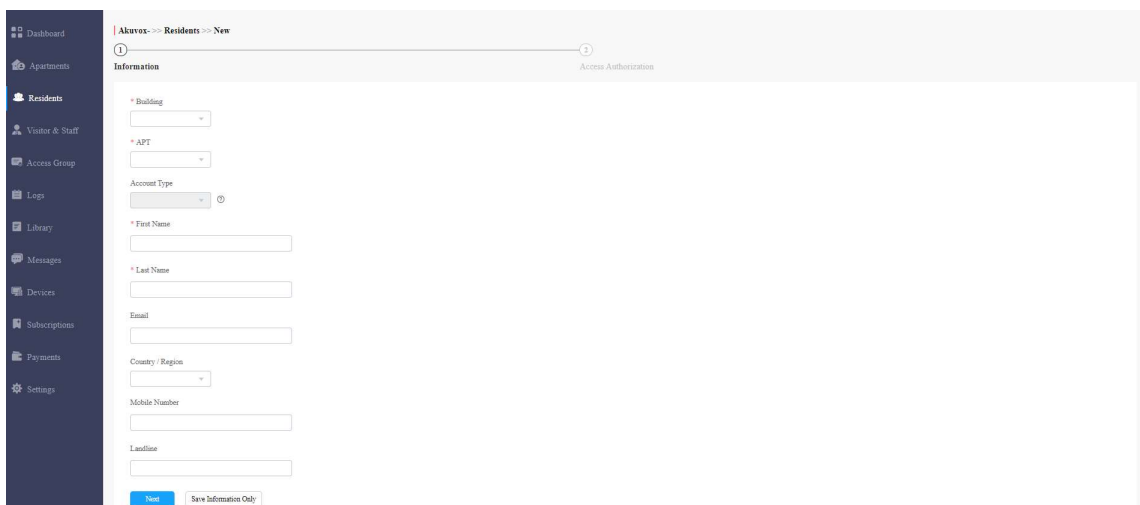 Dashboard
Apartments
Residents
Visitor & Staff
Access Group
Logs
Library
Messages
Devices
Subscriptions
Payments
Settings
Akuvox- >> Residents >> New
1
2
Information
Access Authorization
* Building
* APT
Account Type
?
* First Name
* Last Name
Email
Country / Region
Mobile Number
Landline
Next
Save Information Only